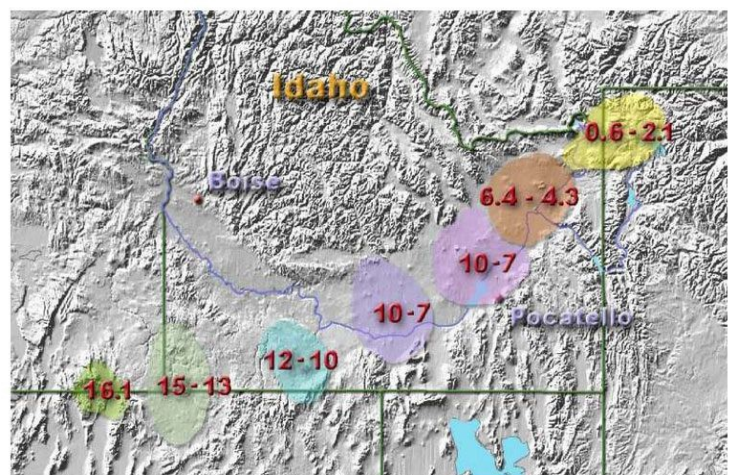 Idaho
0.6 - 2.1
Boise
6.4 - 4.3
10-7
10-7
Pocatello
12-10
16.1
15-13